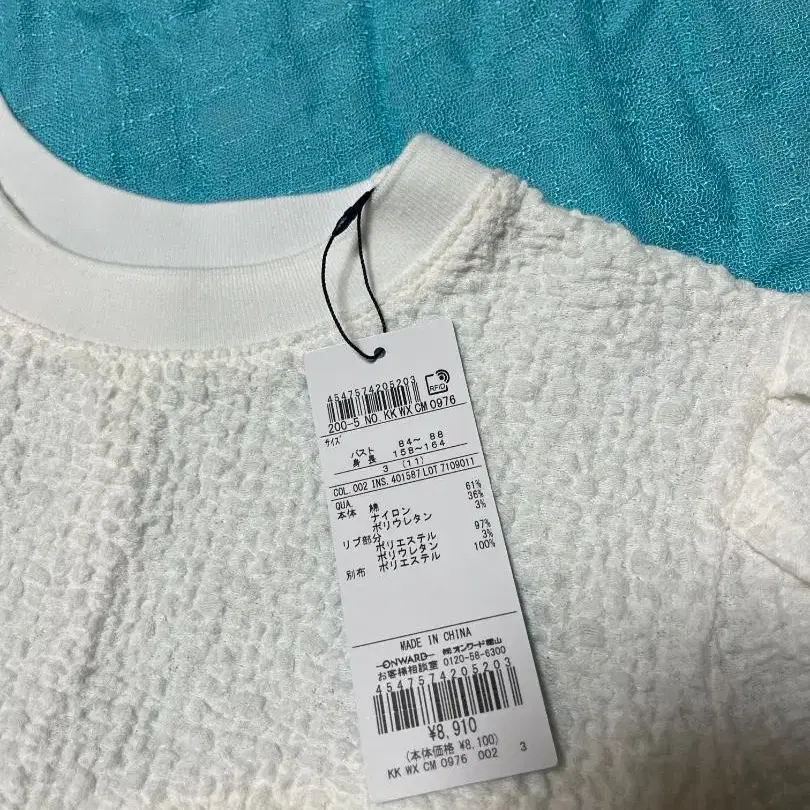 4547574205203
RFID
200-5 NO. KK WX CM 0976
サイズ
バスト 84~ 88
身長 158~164
3 (11)
COL. 002 INS. 401587 LOT 7109011
QUA.
本体 綿 61%
ナイロン 36%
ポリウレタン 3%
リブ部分
ポリエステル 97%
ポリウレタン 3%
別布 ポリエステル 100%
MADE IN CHINA
ONWARD ㈱オンワード樫山
お客様相談室 0120-58-6300
4547574205203
¥8,910
(本体価格 ¥8,100)
KK WX CM 0976 002 3